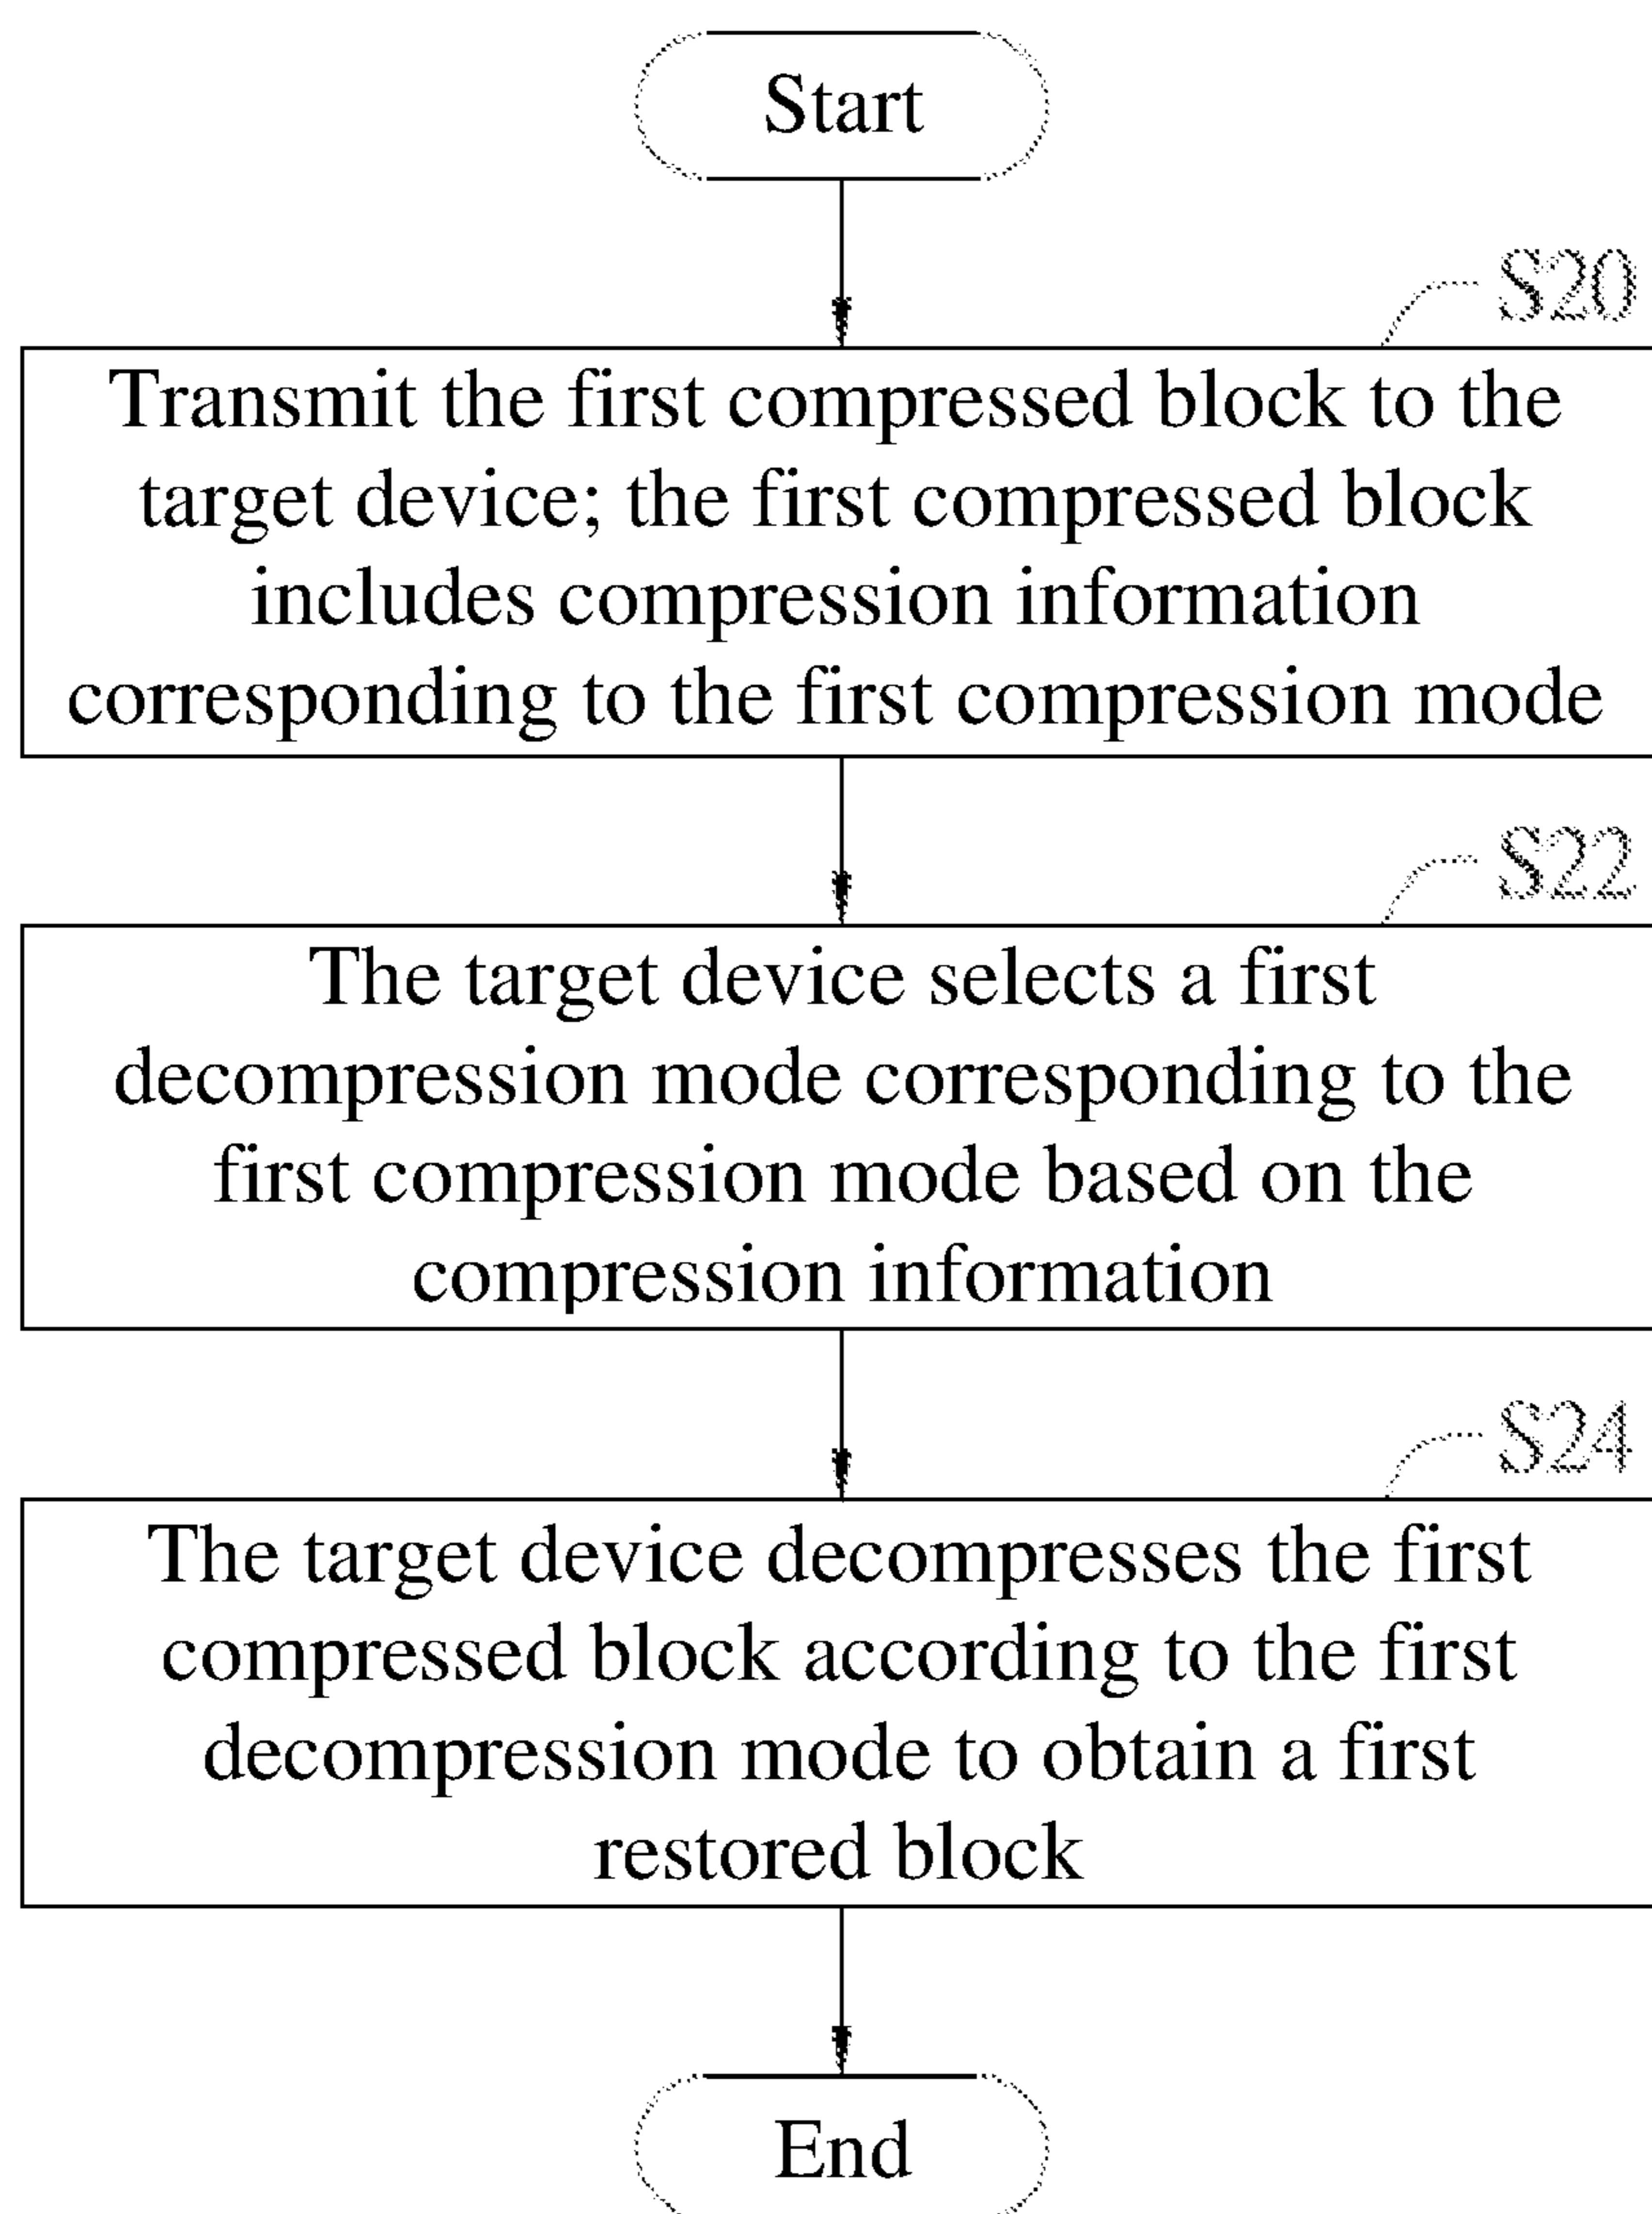 Start
S20
Transmit the first compressed block to the
target device; the first compressed block
includes compression information
corresponding to the first compression mode
S22
The target device selects a first
decompression mode corresponding to the
first compression mode based on the
compression information
S24
The target device decompresses the first
compressed block according to the first
decompression mode to obtain a first
restored block
End